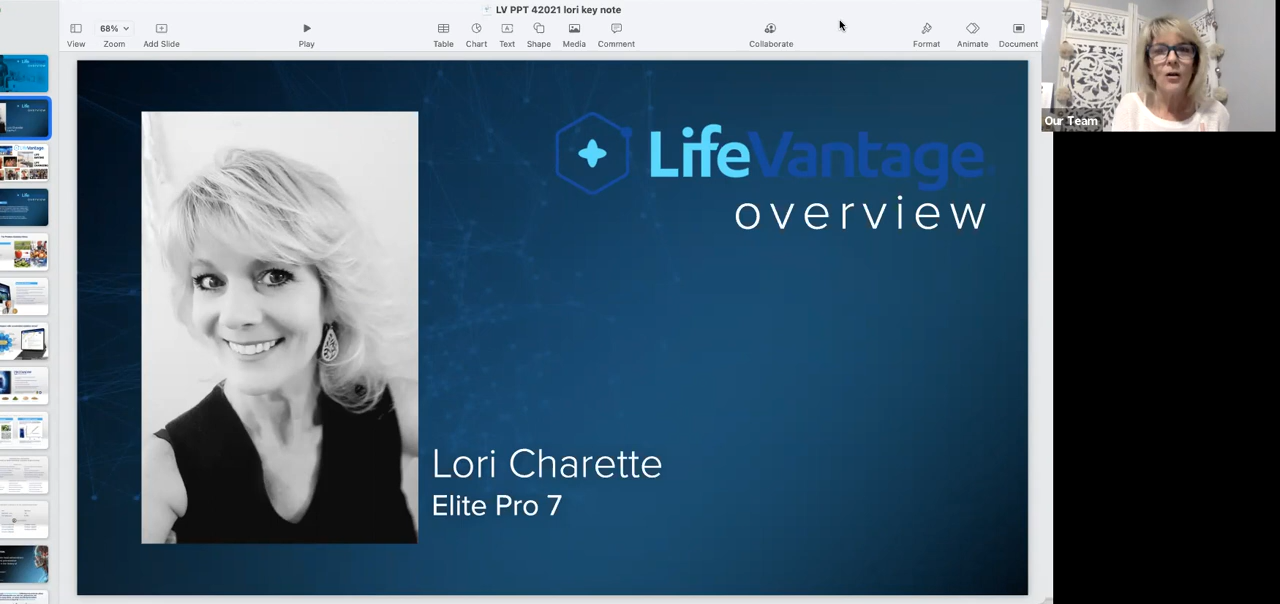 LV PPT 42021 lori key note
68%
View
Zoom
Add Slide
Play
Table
Chart
Text
Shape
Media
Comment
Collaborate
Format
Animate
Document
Our Team
LifeVantage
overview
Lori Charette
Elite Pro 7